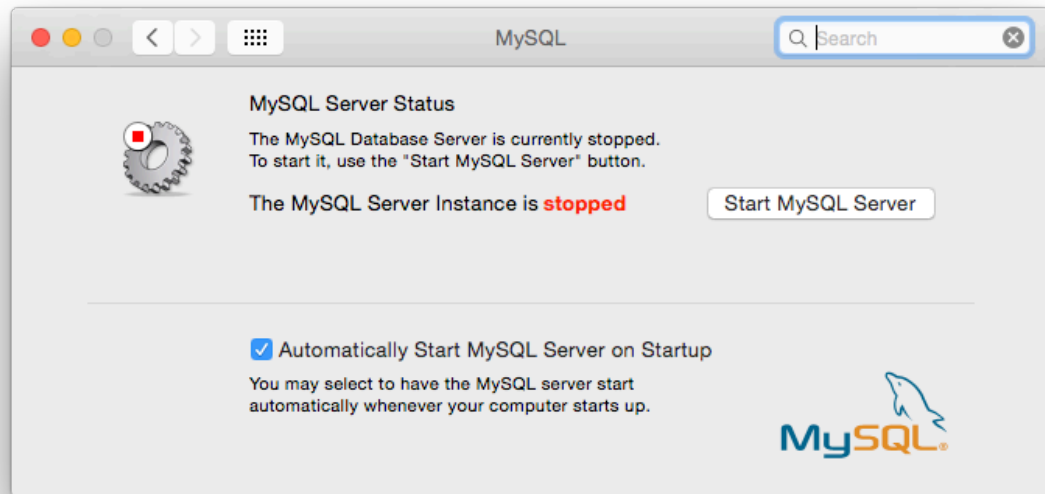 MySQL
Search
MySQL Server Status
The MySQL Database Server is currently stopped.
To start it, use the "Start MySQL Server" button.
The MySQL Server Instance is stopped
Start MySQL Server
Automatically Start MySQL Server on Startup
You may select to have the MySQL server start
automatically whenever your computer starts up.
MySQL®